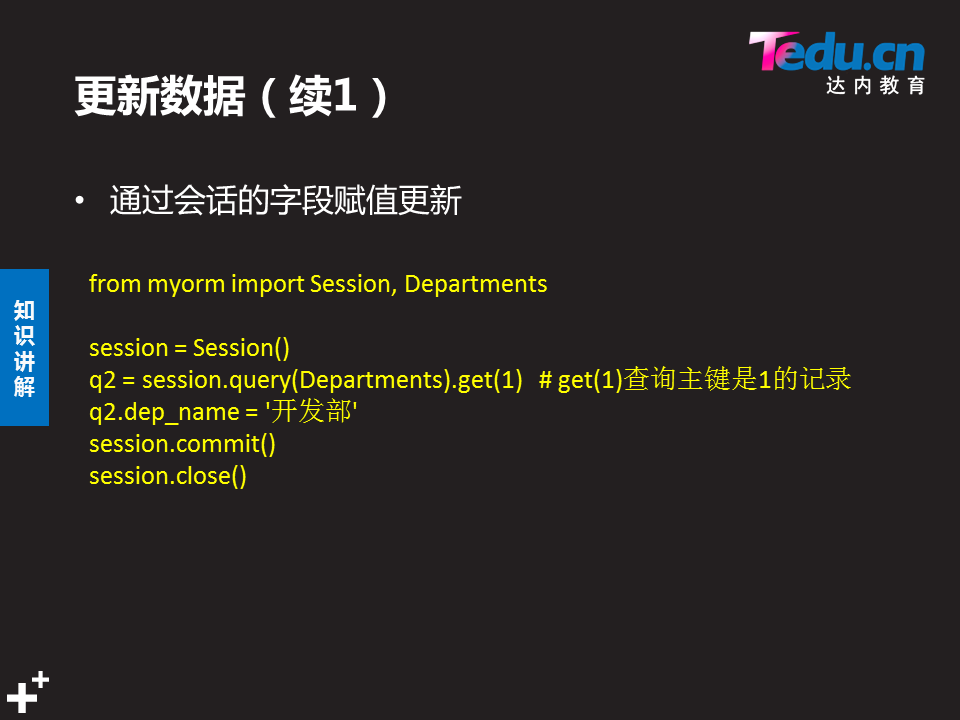 Tedu.cn
达内教育
更新数据（续1）
• 通过会话的字段赋值更新
from myorm import Session, Departments
session = Session()
q2 = session.query(Departments).get(1)  # get(1)查询主键是1的记录
q2.dep_name = '开发部'
session.commit()
session.close()
知识讲解